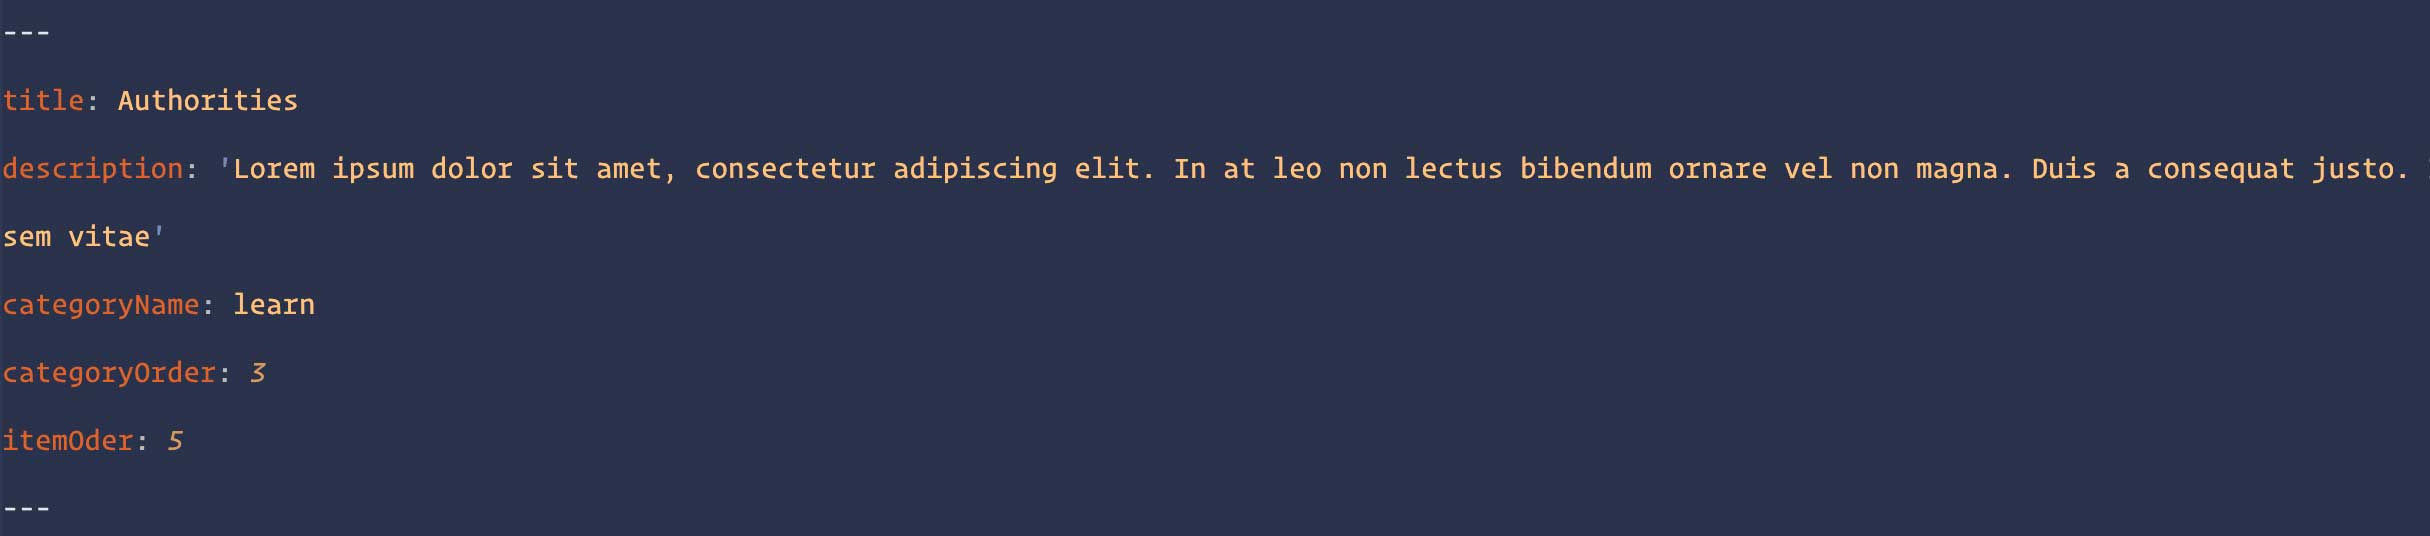 ---
title: Authorities
description: 'Lorem ipsum dolor sit amet, consectetur adipiscing elit. In at leo non lectus bibendum ornare vel non magna. Duis a consequat justo.
sem vitae'
categoryName: learn
categoryOrder: 3
itemOder: 5
---